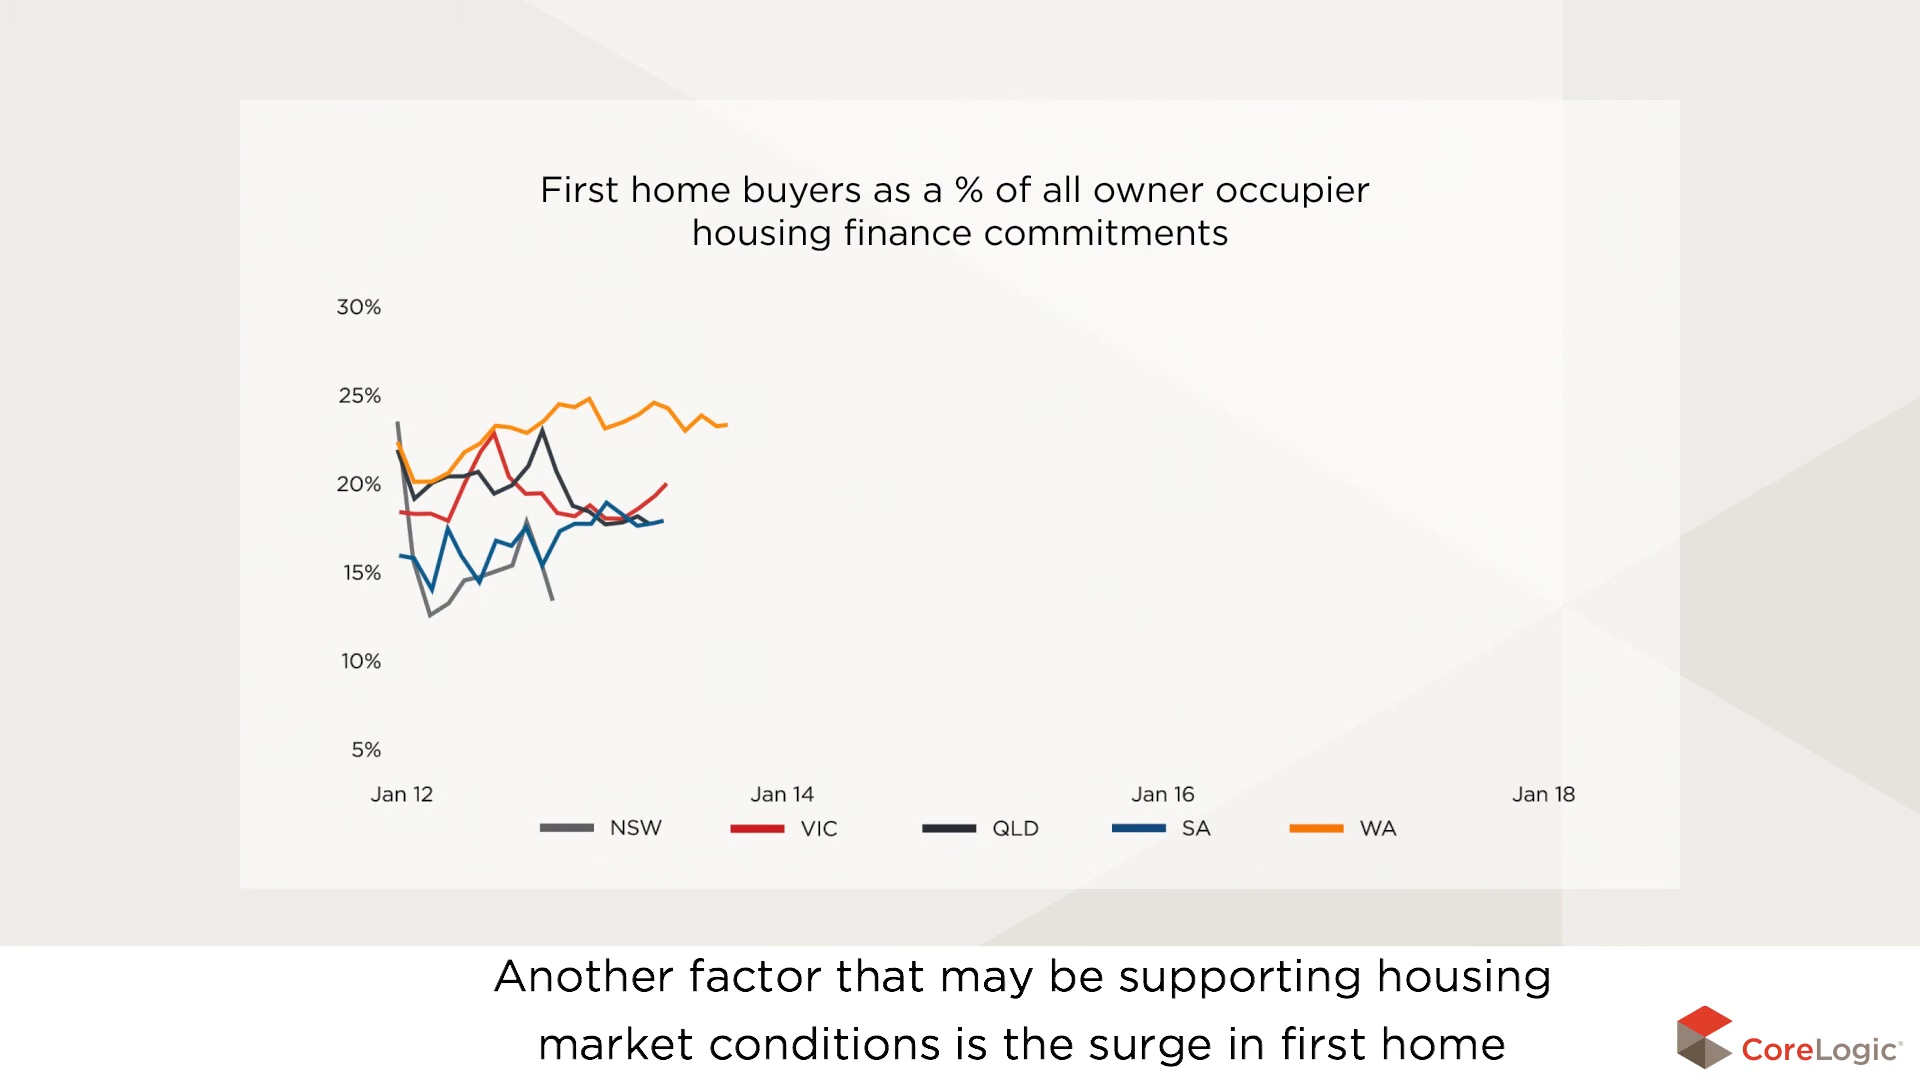 First home buyers as a % of all owner occupier
housing finance commitments
30%
25%
20%
15%
10%
5%
Jan 12 Jan 14 Jan 16 Jan 18
NSW VIC QLD SA WA
Another factor that may be supporting housing
market conditions is the surge in first home
CoreLogic®